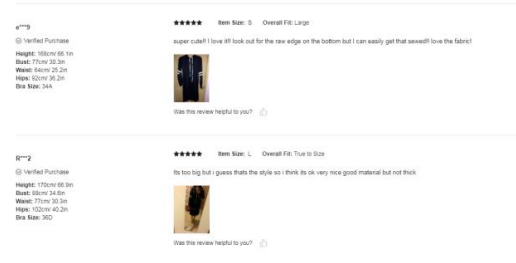 e***9
★★★★★ Item Size: S Overall Fit: Large
Verified Purchase
super cute!! I love it!! look out for the raw edge on the bottom but I can easily get that sewed!! love the fabric!
Height: 168cm/ 66.1in
Bust: 77cm/ 30.3in
Waist: 64cm/ 25.2in
Hips: 92cm/ 36.2in
Bra Size: 34A
Was this review helpful to you?
R***2
★★★★★ Item Size: L Overall Fit: True to Size
Verified Purchase
Its too big but i guess thats the style so i think its ok very nice good material but not thick
Height: 170cm/ 66.9in
Bust: 88cm/ 34.6in
Waist: 77cm/ 30.3in
Hips: 102cm/ 40.2in
Bra Size: 36D
Was this review helpful to you?